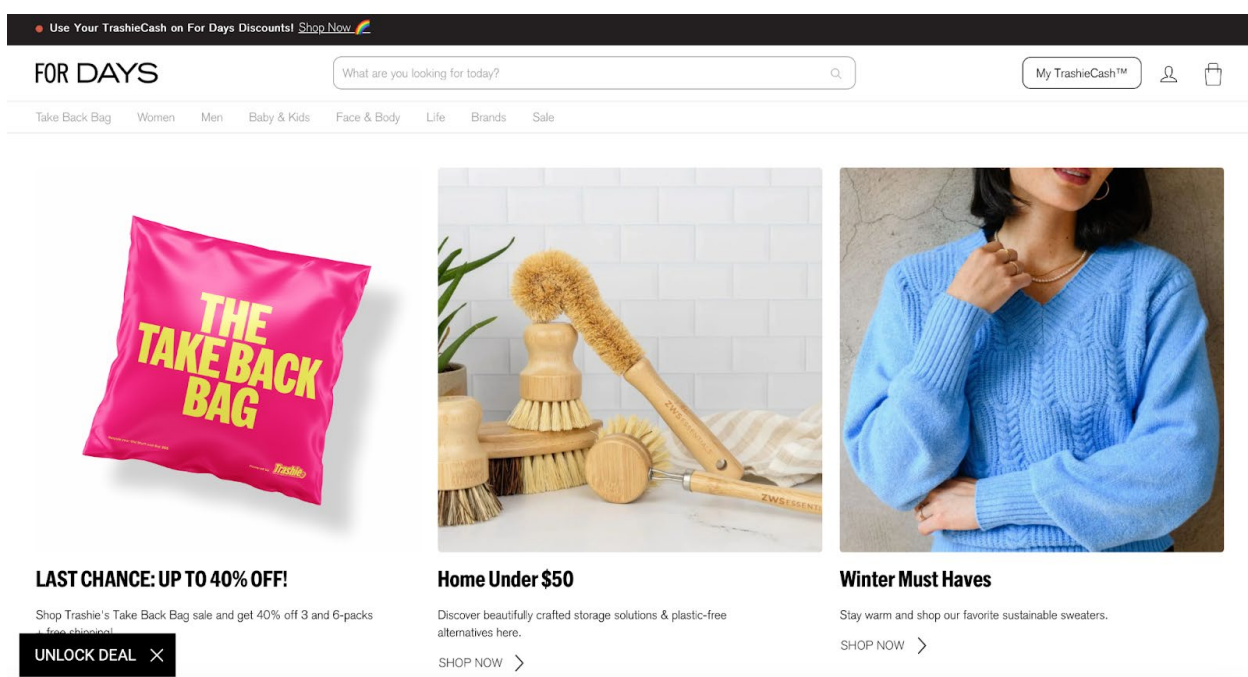 Use Your TrashieCash on For Days Discounts! Shop Now
FOR DAYS
What are you looking for today?
My TrashieCash™
Take Back Bag Women Men Baby & Kids Face & Body Life Brands Sale
THE
TAKE BACK
BAG
Trashie
ZWS ESSENTIALS
ZWS ESSENTI
LAST CHANCE: UP TO 40% OFF!
Shop Trashie's Take Back Bag sale and get 40% off 3 and 6-packs
+ free shipping!
UNLOCK DEAL
Home Under $50
Discover beautifully crafted storage solutions & plastic-free
alternatives here.
SHOP NOW
Winter Must Haves
Stay warm and shop our favorite sustainable sweaters.
SHOP NOW